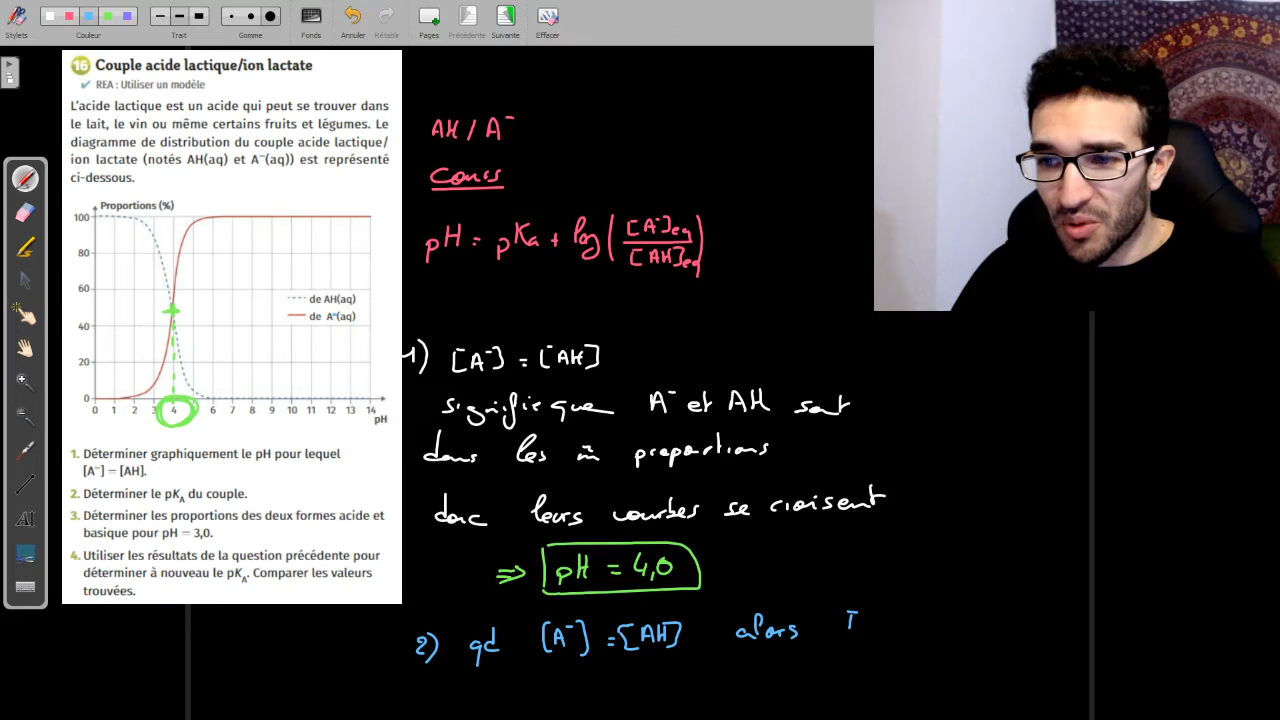 Stylets
Couleur
Trait
Gomme
Fonds
Annuler
Rétablir
Pages
Précédente
Suivante
Effacer
16 Couple acide lactique/ion lactate
✓ REA : Utiliser un modèle
L'acide lactique est un acide qui peut se trouver dans
le lait, le vin ou même certains fruits et légumes. Le
diagramme de distribution du couple acide lactique/
ion lactate (notés AH(aq) et A⁻(aq)) est représenté
ci-dessous.
Proportions (%)
100
80
60
40
20
0
0 1 2 3 4 6 7 8 9 10 11 12 13 14
pH
de AH(aq)
de A⁻(aq)
1. Déterminer graphiquement le pH pour lequel
[A⁻] = [AH].
2. Déterminer le pKA du couple.
3. Déterminer les proportions des deux formes acide et
basique pour pH = 3,0.
4. Utiliser les résultats de la question précédente pour
déterminer à nouveau le pKA. Comparer les valeurs
trouvées.
AH / A⁻
Cours
pH = pKa + log([A⁻]eq/[AH]eq)
1) [A⁻] = [AH]
signifie que A⁻ et AH sont
dans les m̄ proportions
donc leurs courbes se croisent
⇒ pH = 4,0
2) qd [A⁻] = [AH] alors